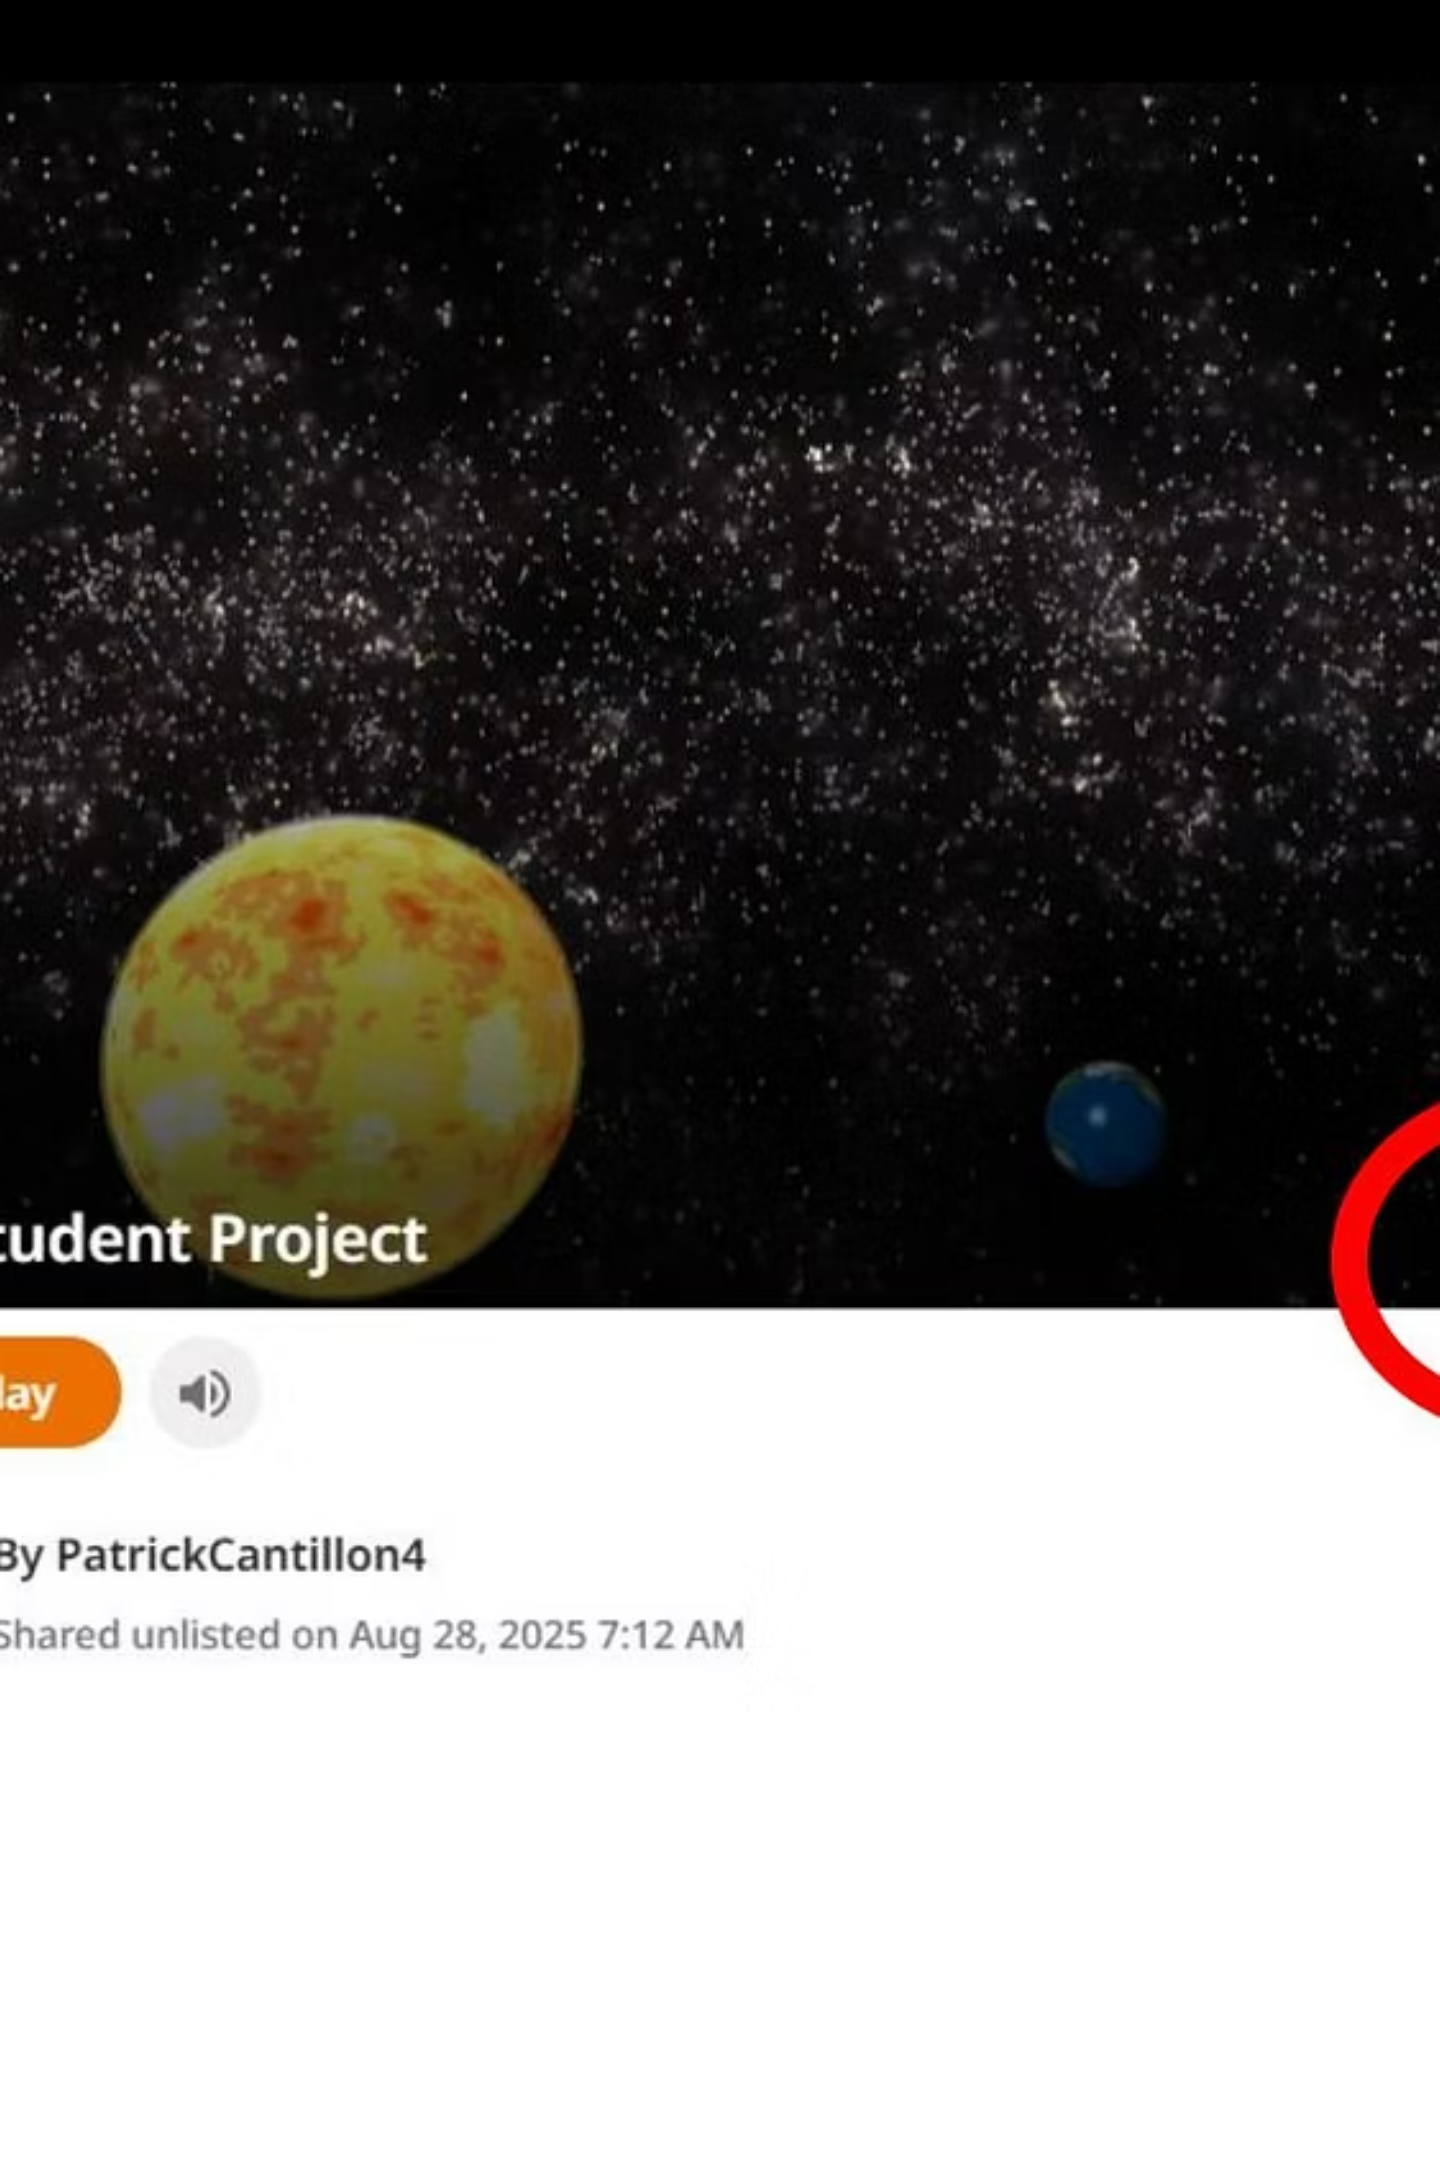 tudent Project
lay
By PatrickCantillon4
Shared unlisted on Aug 28, 2025 7:12 AM